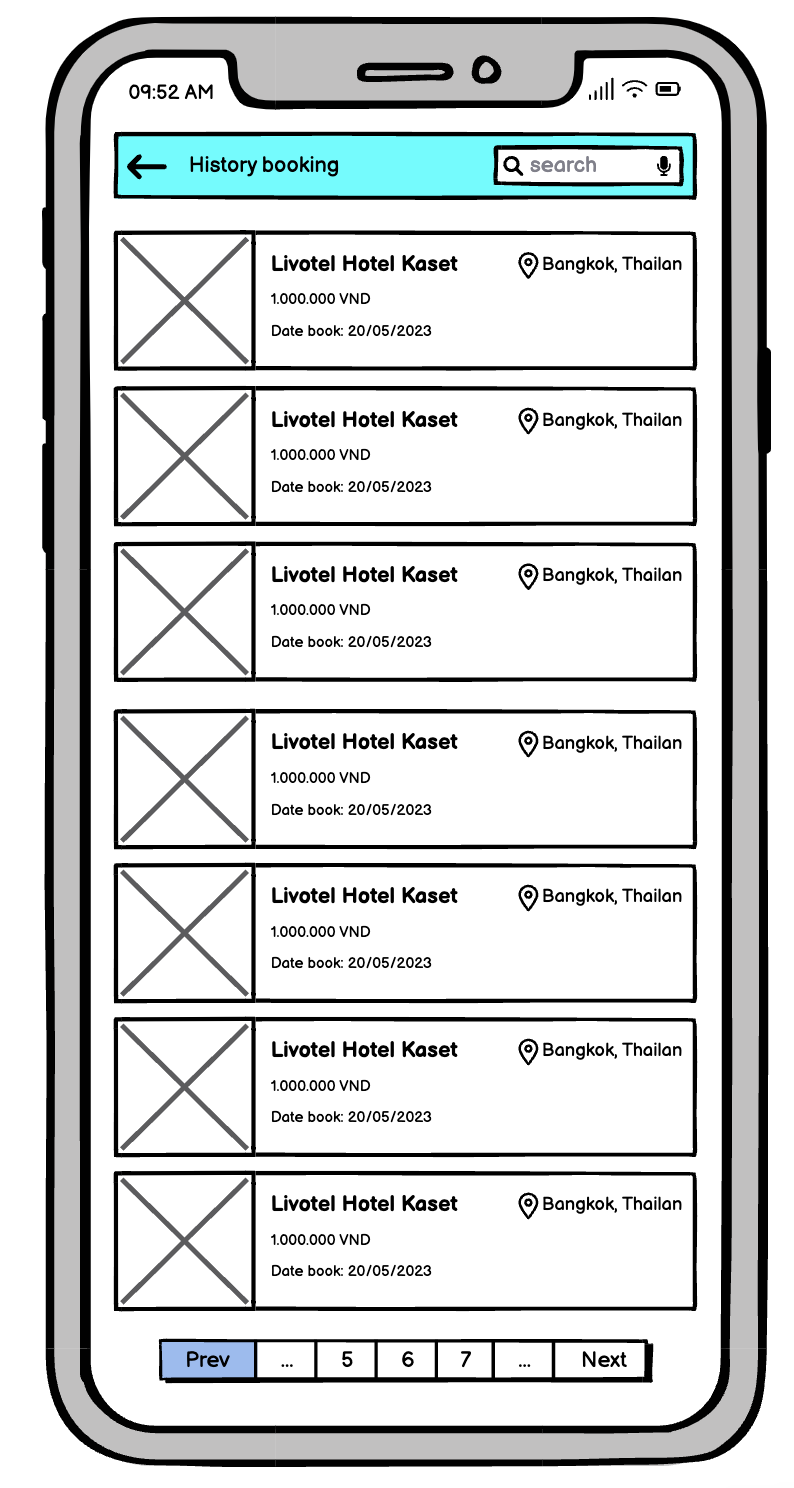 09:52 AM
History booking search
Livotel Hotel Kaset Bangkok, Thailan
1.000.000 VND
Date book: 20/05/2023
Livotel Hotel Kaset Bangkok, Thailan
1.000.000 VND
Date book: 20/05/2023
Livotel Hotel Kaset Bangkok, Thailan
1.000.000 VND
Date book: 20/05/2023
Livotel Hotel Kaset Bangkok, Thailan
1.000.000 VND
Date book: 20/05/2023
Livotel Hotel Kaset Bangkok, Thailan
1.000.000 VND
Date book: 20/05/2023
Livotel Hotel Kaset Bangkok, Thailan
1.000.000 VND
Date book: 20/05/2023
Livotel Hotel Kaset Bangkok, Thailan
1.000.000 VND
Date book: 20/05/2023
Prev ... 5 6 7 ... Next